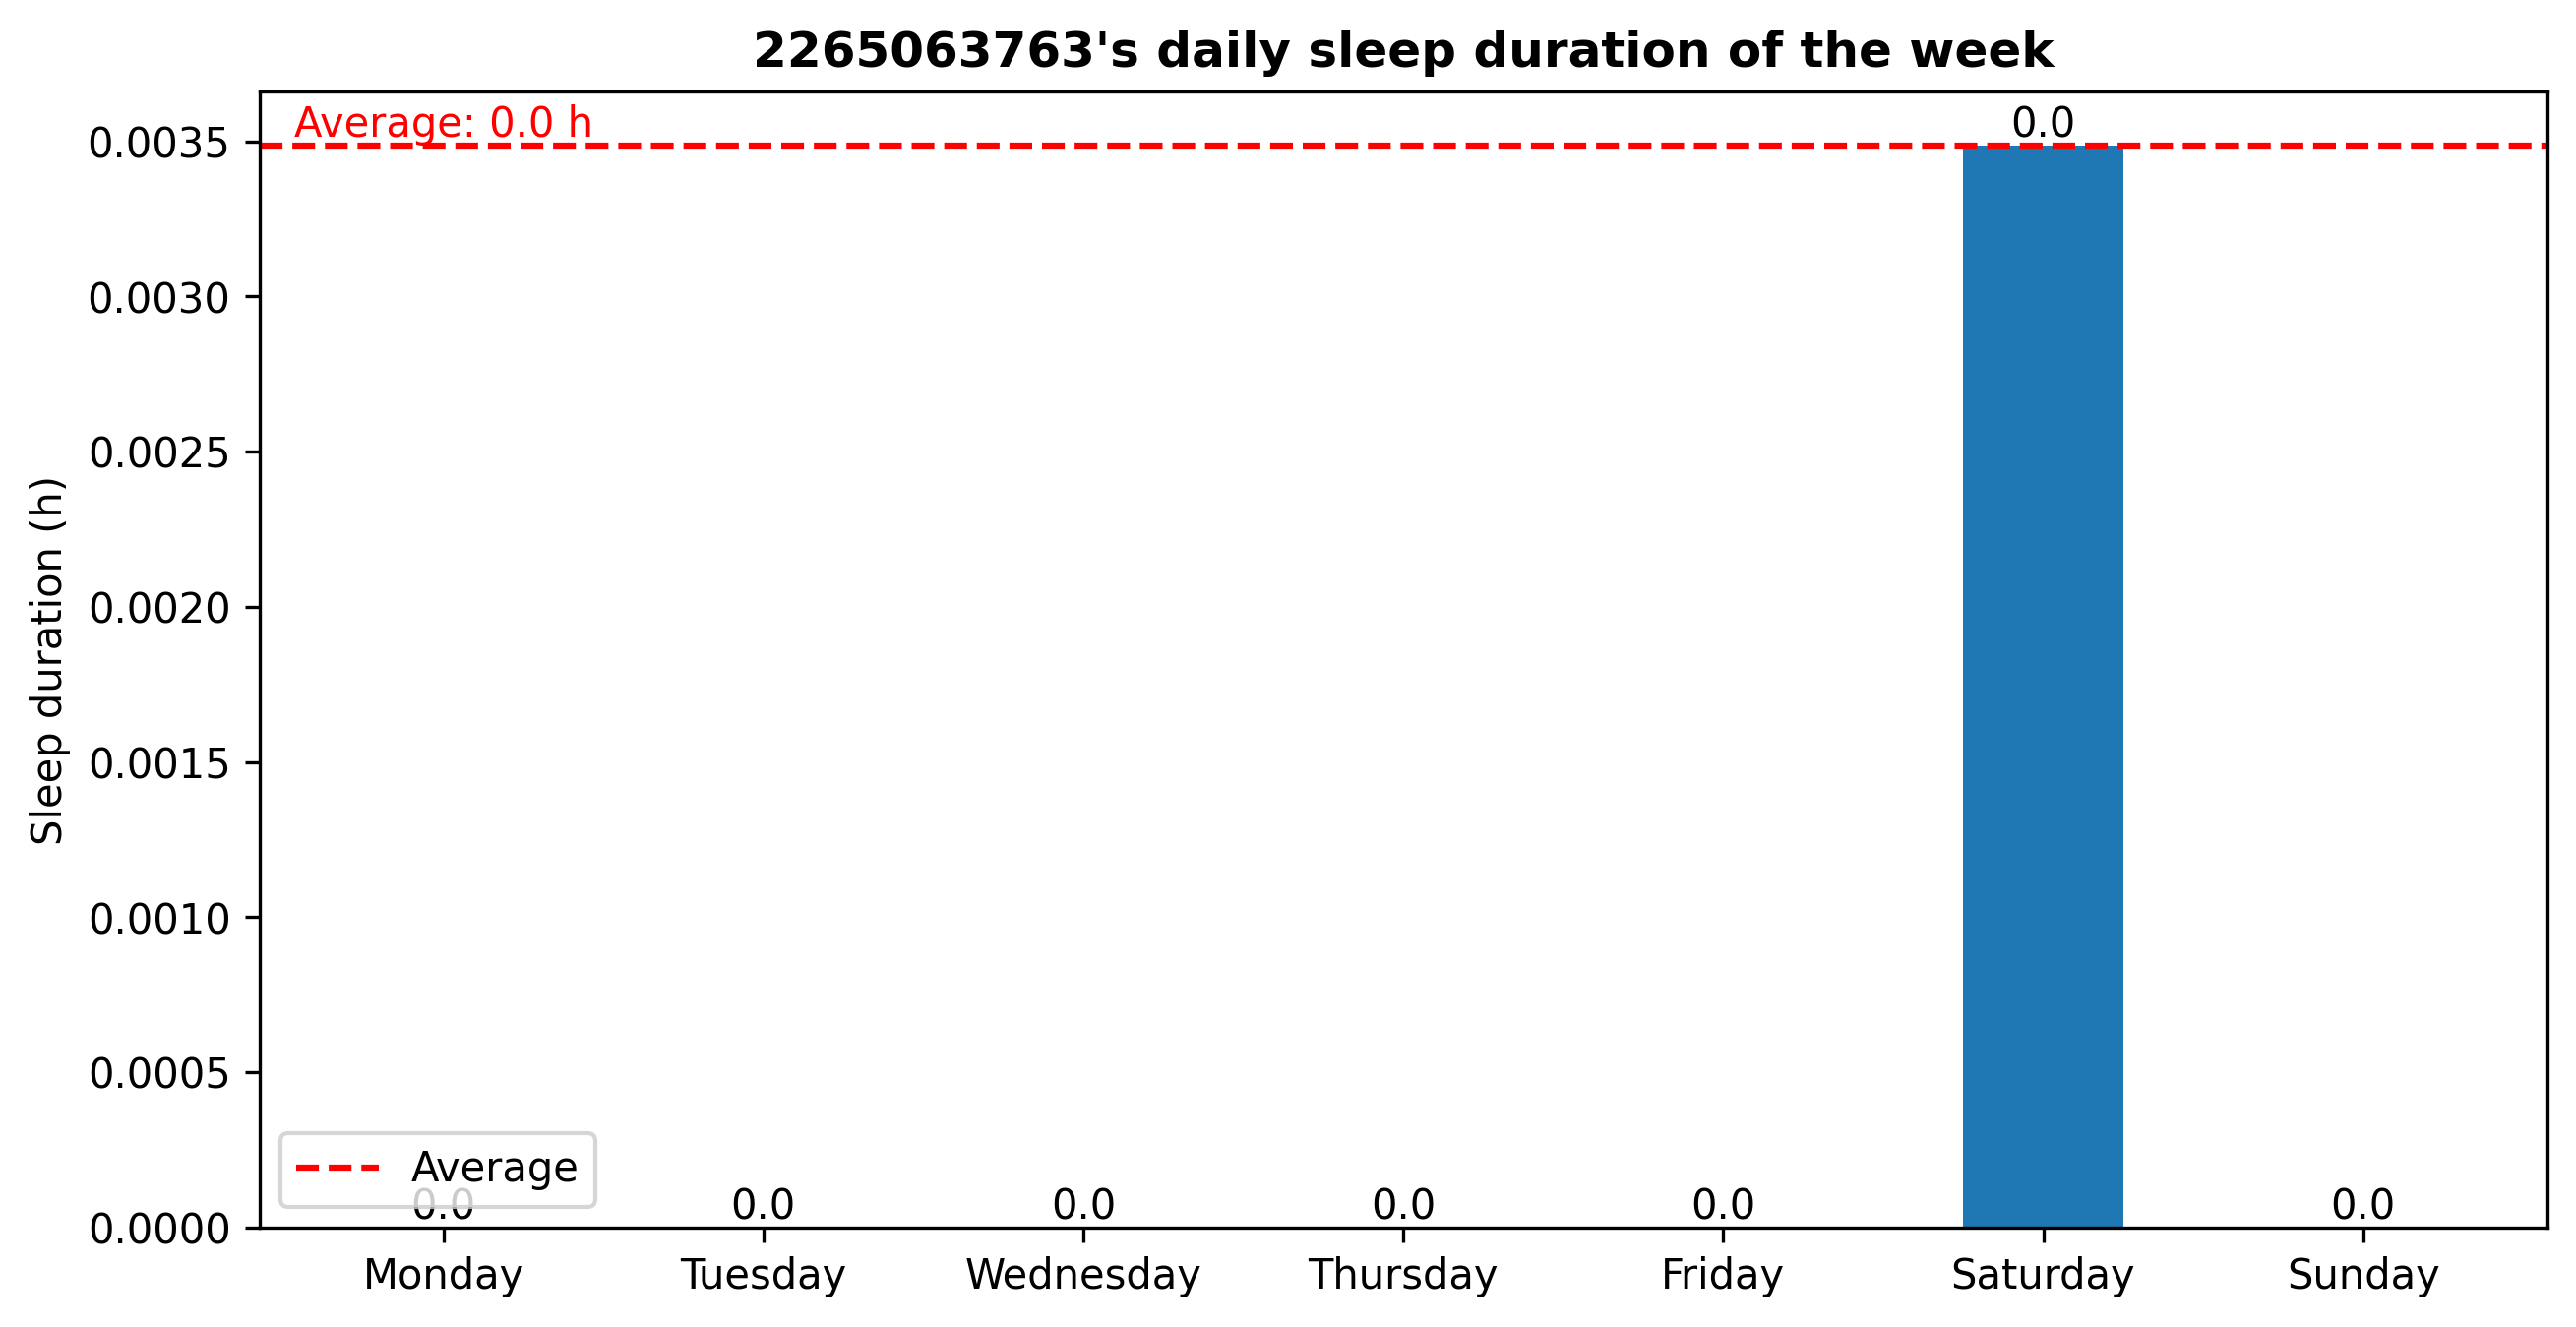 2265063763's daily sleep duration of the week
Average: 0.0 h
0.0
0.0035
0.0030
0.0025
0.0020
0.0015
0.0010
0.0005
0.0000
Sleep duration (h)
Average
0.0 0.0 0.0 0.0 0.0 0.0
Monday Tuesday Wednesday Thursday Friday Saturday Sunday